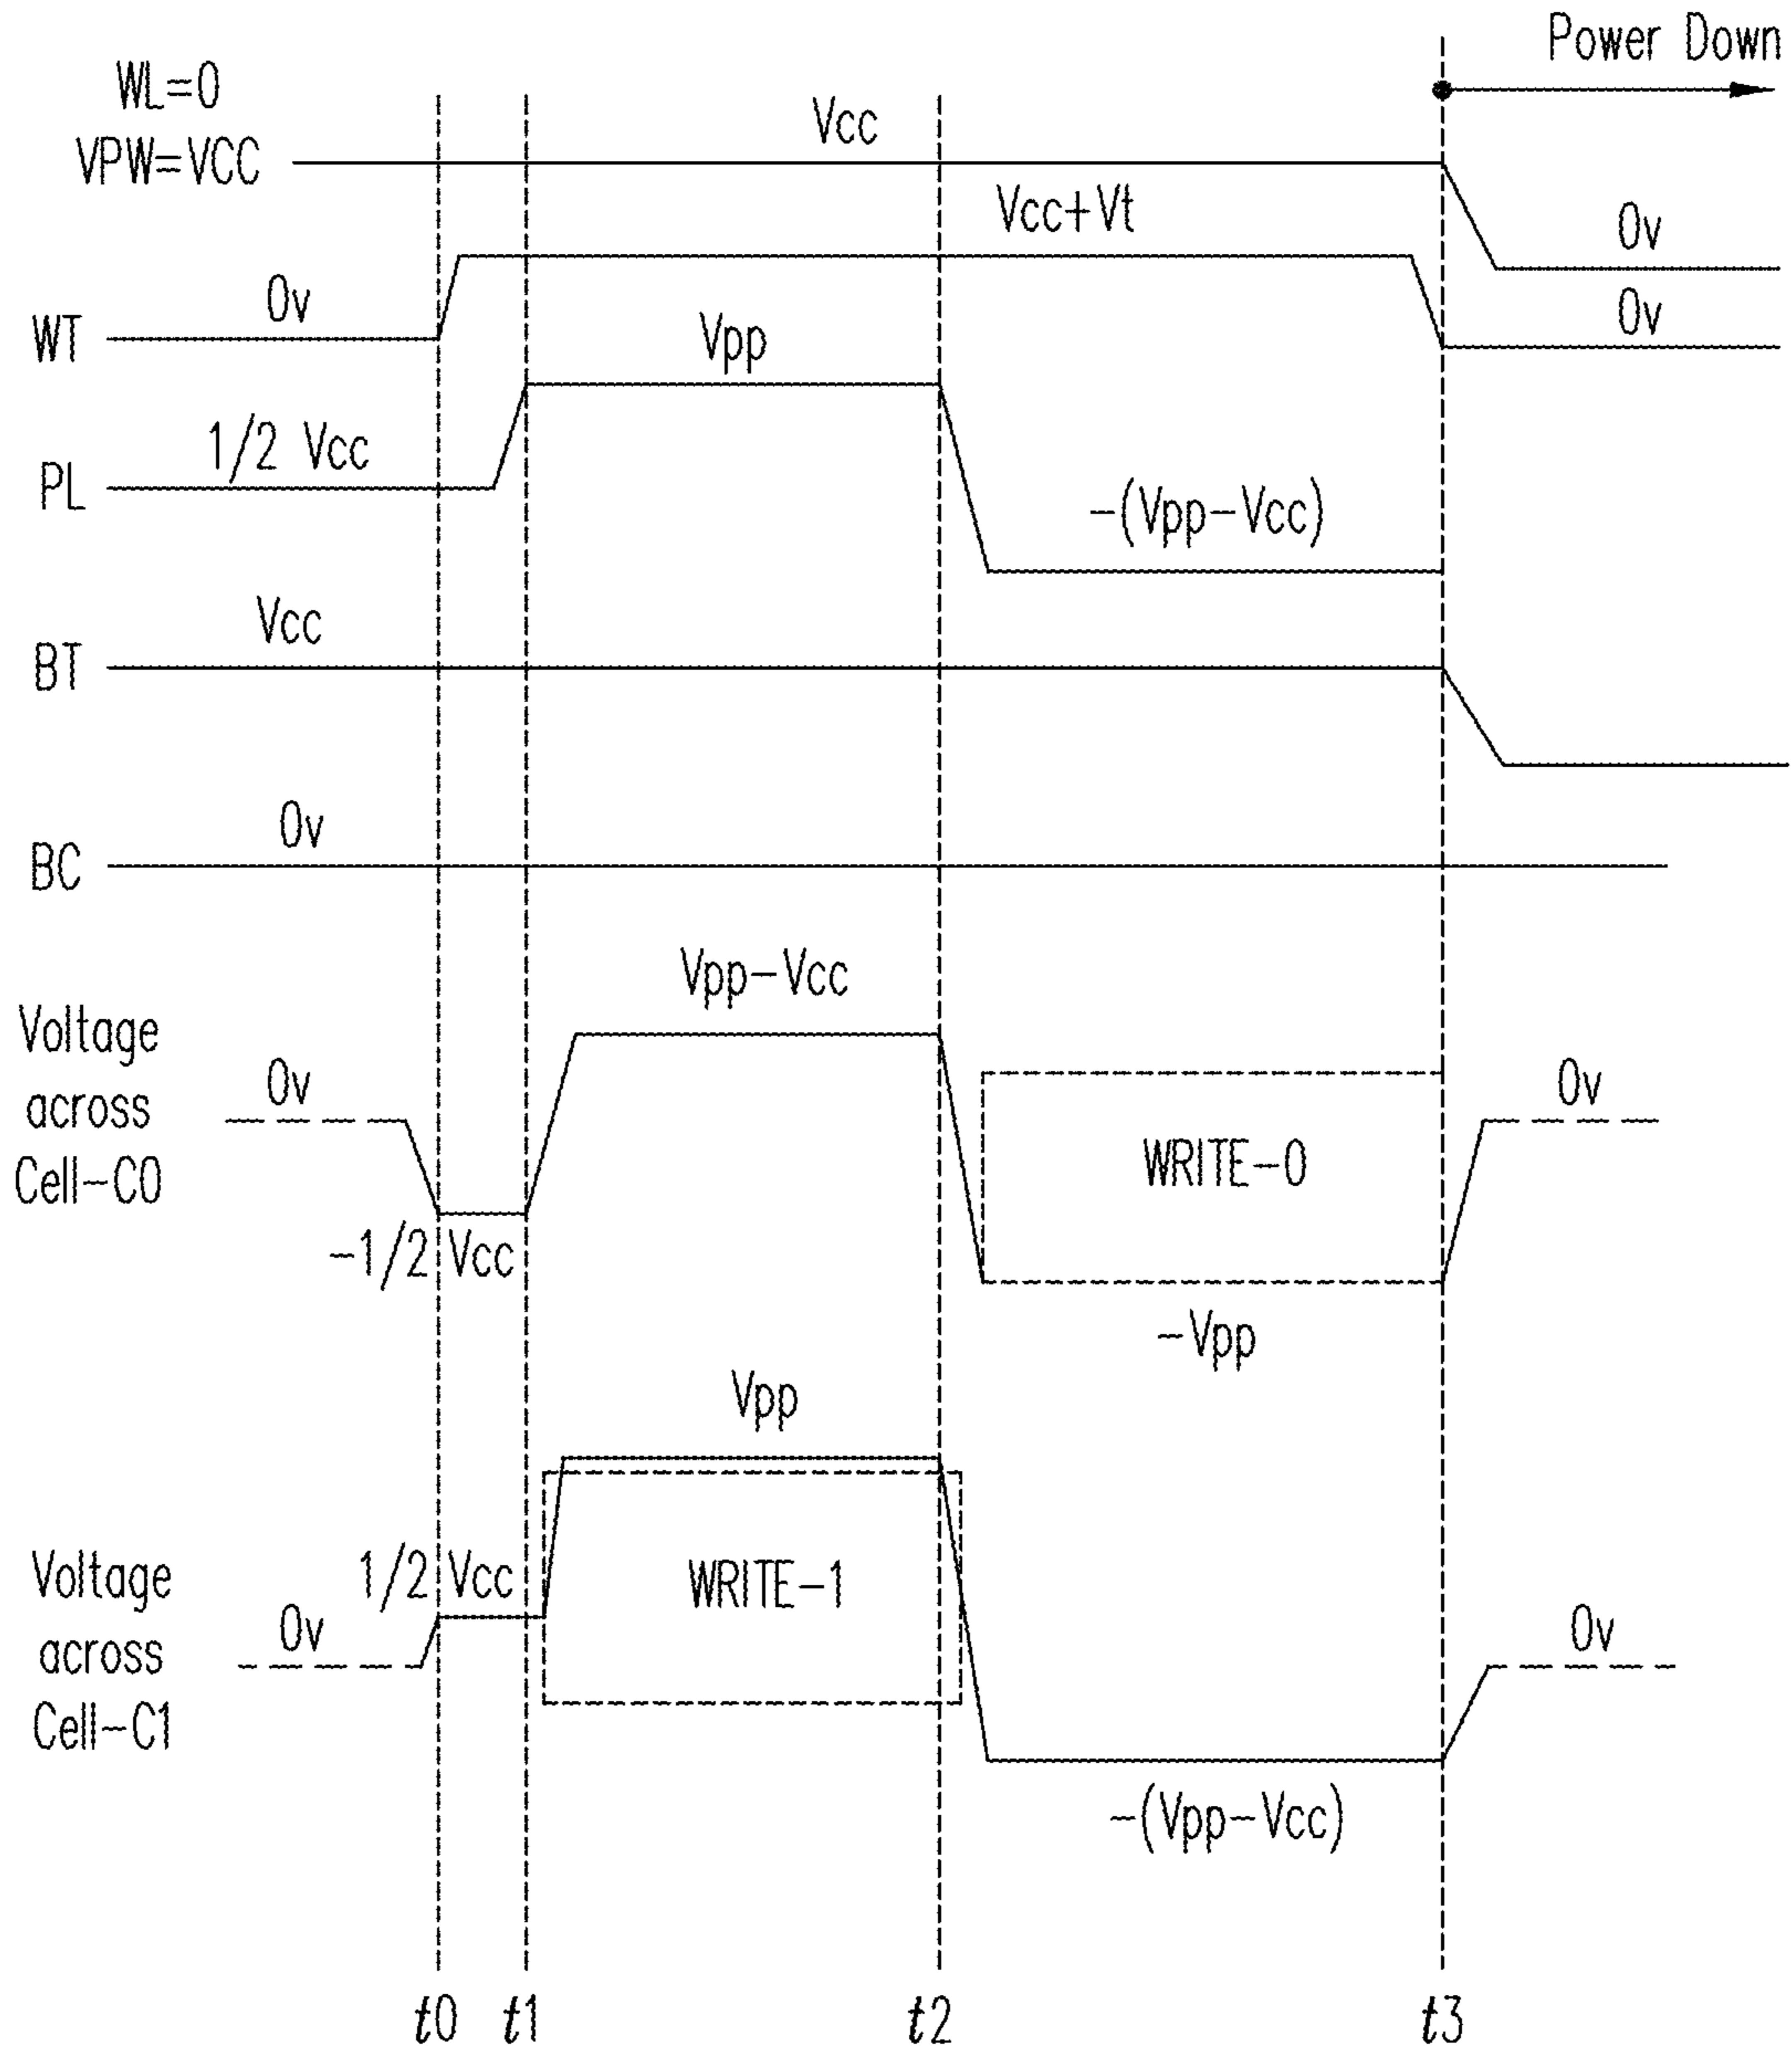 Power Down
WL=0
VPW=VCC
Vcc
Vcc+Vt
0v
WT
0v
0v
Vpp
PL
1/2 Vcc
-(Vpp-Vcc)
BT
Vcc
BC
0v
Vpp-Vcc
Voltage
across
Cell-C0
0v
WRITE-0
0v
-1/2 Vcc
-Vpp
Vpp
Voltage
across
Cell-C1
1/2 Vcc
0v
WRITE-1
0v
-(Vpp-Vcc)
t0 t1 t2 t3